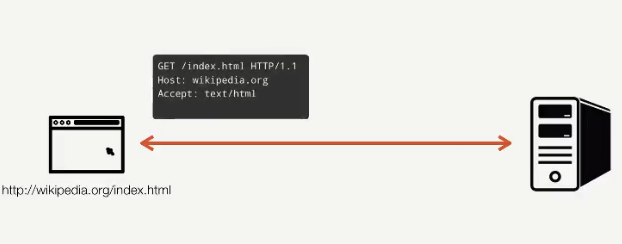 GET /index.html HTTP/1.1
Host: wikipedia.org
Accept: text/html
http://wikipedia.org/index.html